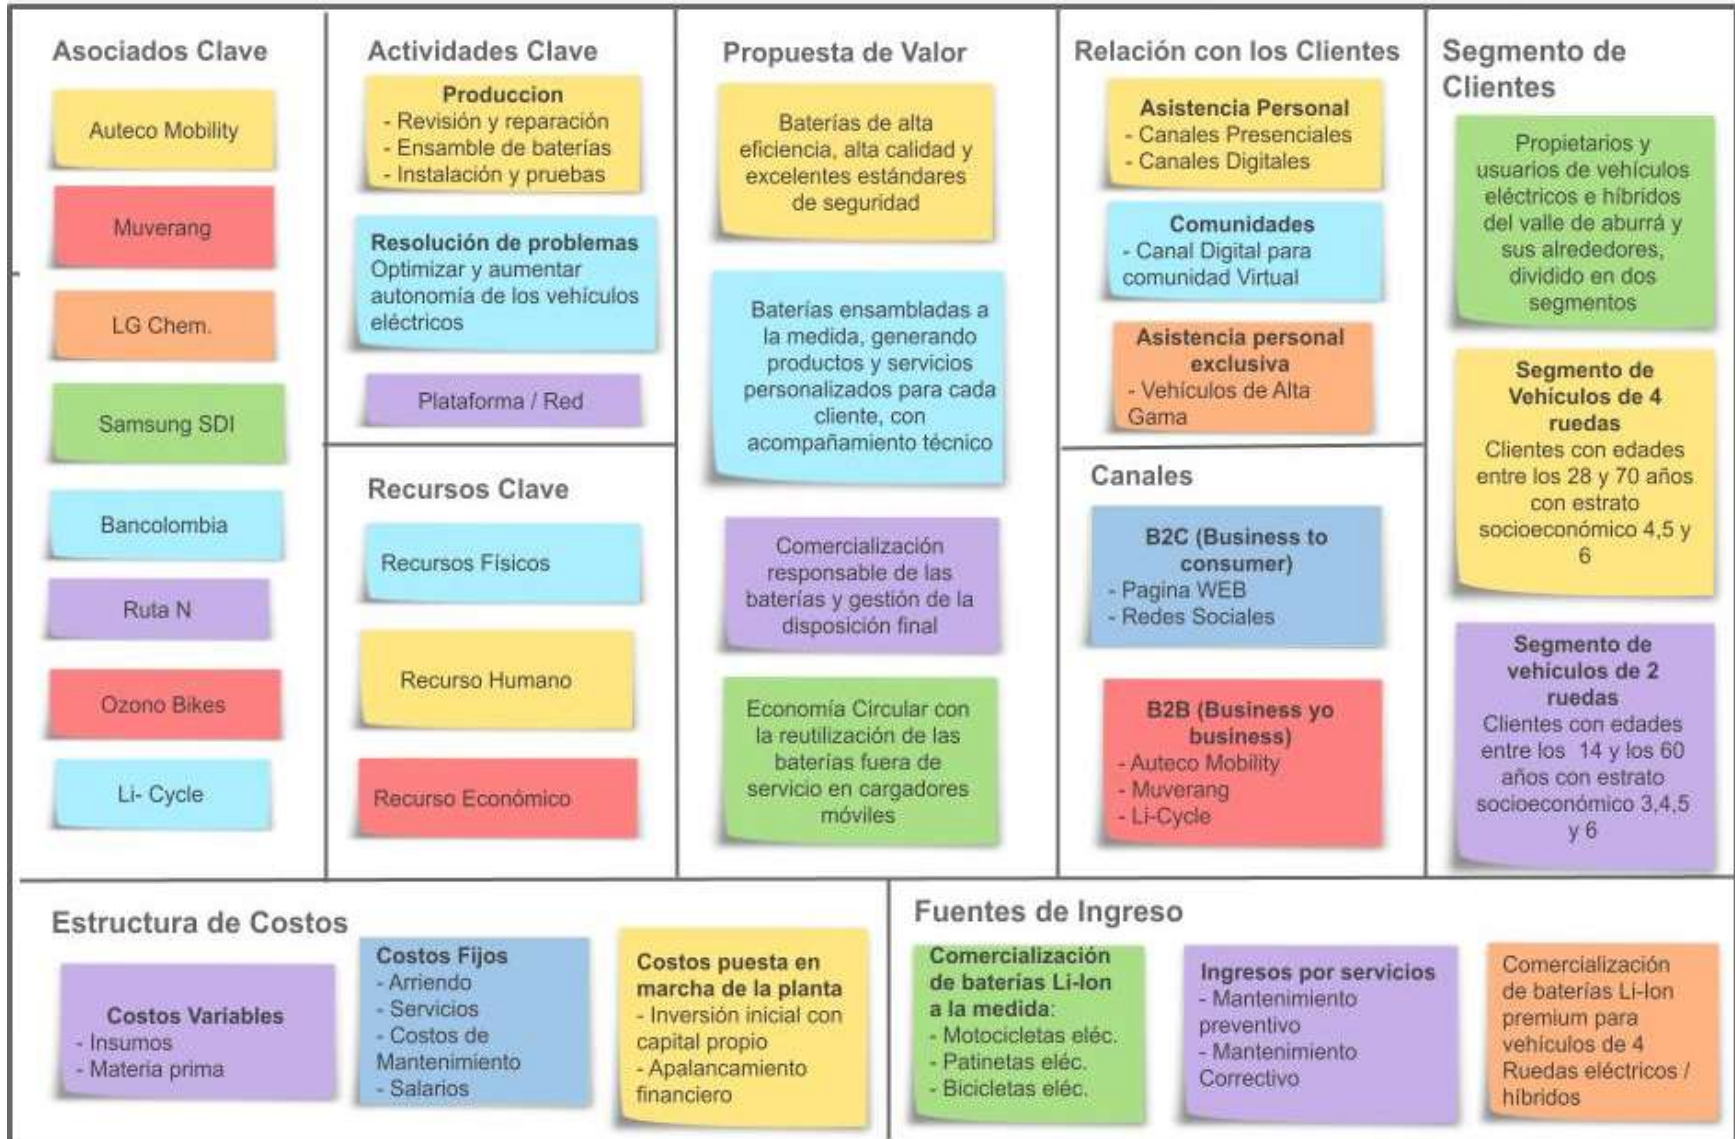 Asociados Clave
Auteco Mobility
Muverang
LG Chem.
Samsung SDI
Bancolombia
Ruta N
Ozono Bikes
Li- Cycle
Actividades Clave
Produccion
- Revisión y reparación
- Ensamble de baterías
- Instalación y pruebas
Resolución de problemas
Optimizar y aumentar
autonomía de los vehículos
eléctricos
Plataforma / Red
Recursos Clave
Recursos Físicos
Recurso Humano
Recurso Económico
Propuesta de Valor
Baterías de alta
eficiencia, alta calidad y
excelentes estándares
de seguridad
Baterías ensambladas a
la medida, generando
productos y servicios
personalizados para cada
cliente, con
acompañamiento técnico
Comercialización
responsable de las
baterías y gestión de la
disposición final
Economía Circular con
la reutilización de las
baterías fuera de
servicio en cargadores
móviles
Relación con los Clientes
Asistencia Personal
- Canales Presenciales
- Canales Digitales
Comunidades
- Canal Digital para
comunidad Virtual
Asistencia personal
exclusiva
- Vehículos de Alta
Gama
Canales
B2C (Business to
consumer)
- Pagina WEB
- Redes Sociales
B2B (Business yo
business)
- Auteco Mobility
- Muverang
- Li-Cycle
Segmento de
Clientes
Propietarios y
usuarios de vehículos
eléctricos e híbridos
del valle de aburrá y
sus alrededores,
dividido en dos
segmentos
Segmento de
Vehículos de 4
ruedas
Clientes con edades
entre los 28 y 70 años
con estrato
socioeconómico 4,5 y
6
Segmento de
vehículos de 2
ruedas
Clientes con edades
entre los  14 y los 60
años con estrato
socioeconómico 3,4,5
y 6
Estructura de Costos
Costos Variables
- Insumos
- Materia prima
Costos Fijos
- Arriendo
- Servicios
- Costos de
Mantenimiento
- Salarios
Costos puesta en
marcha de la planta
- Inversión inicial con
capital propio
- Apalancamiento
financiero
Fuentes de Ingreso
Comercialización
de baterías Li-Ion
a la medida:
- Motocicletas eléc.
- Patinetas eléc.
- Bicicletas eléc.
Ingresos por servicios
- Mantenimiento
preventivo
- Mantenimiento
Correctivo
Comercialización
de baterías Li-Ion
premium para
vehículos de 4
Ruedas eléctricos /
híbridos